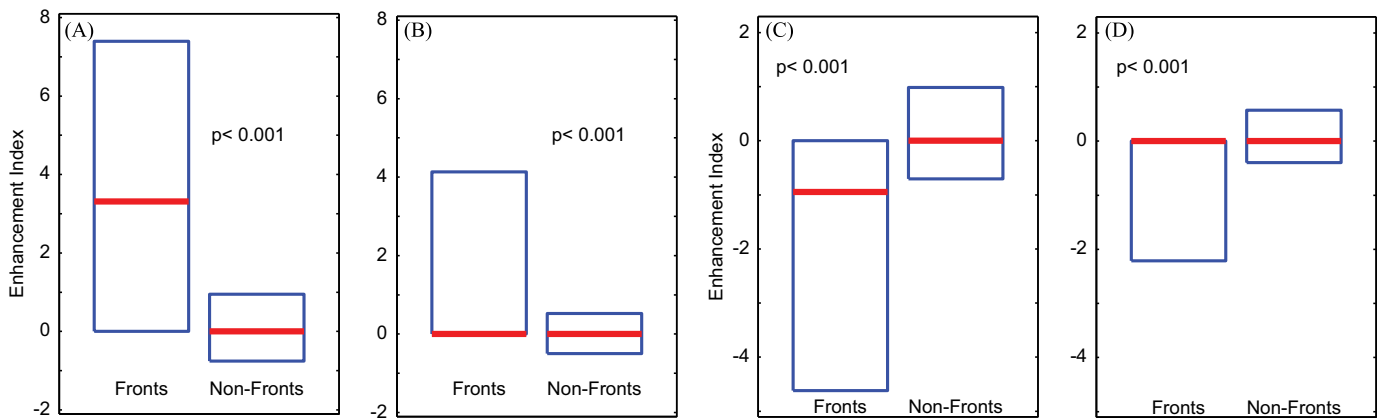 (A)
8
6
4
2
0
-2
Enhancement Index
p< 0.001
Fronts Non-Fronts
(B)
8
6
4
2
0
-2
p< 0.001
Fronts Non-Fronts
(C)
2
0
-2
-4
Enhancement Index
p< 0.001
Fronts Non-Fronts
(D)
2
0
-2
-4
p< 0.001
Fronts Non-Fronts